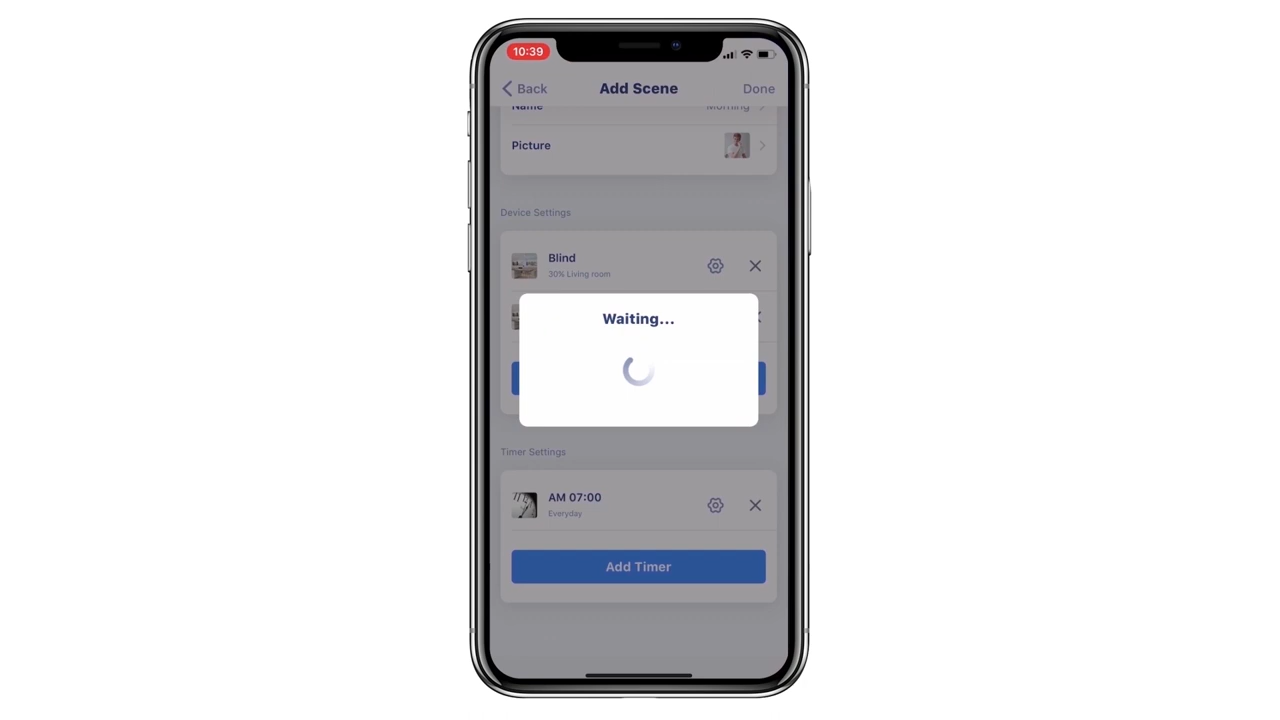 10:39
Back
Add Scene
Done
Name
Morning
Picture
Device Settings
Blind
30% Living room
Waiting...
Timer Settings
AM 07:00
Everyday
Add Timer